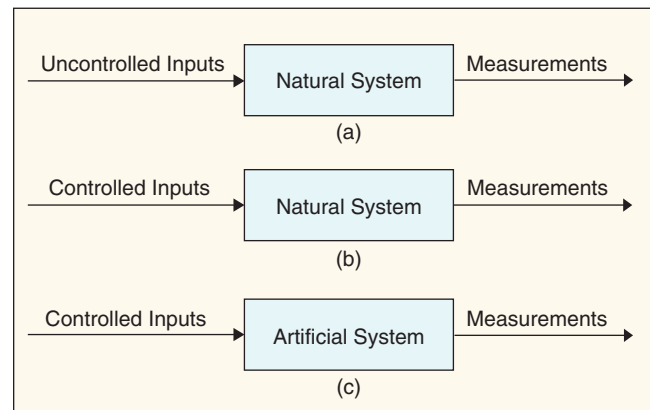 Uncontrolled Inputs
Natural System
Measurements
(a)
Controlled Inputs
Natural System
Measurements
(b)
Controlled Inputs
Artificial System
Measurements
(c)